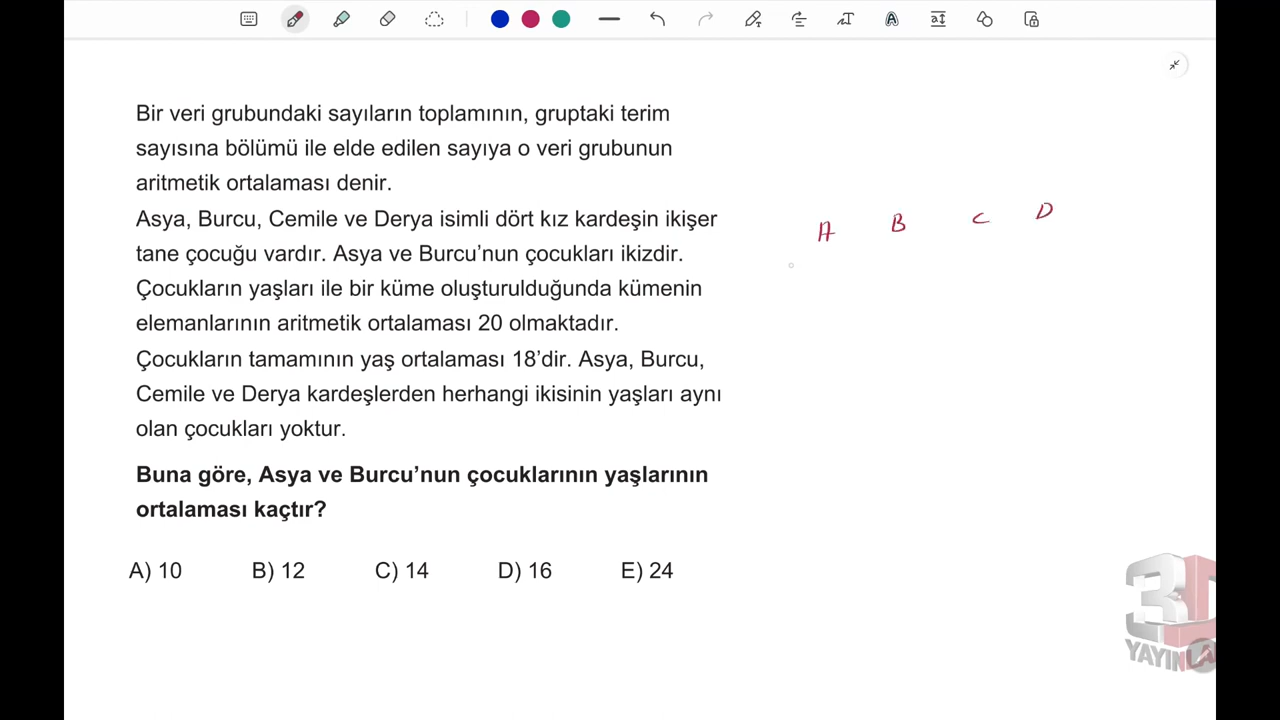 Bir veri grubundaki sayıların toplamının, gruptaki terim
sayısına bölümü ile elde edilen sayıya o veri grubunun
aritmetik ortalaması denir.
Asya, Burcu, Cemile ve Derya isimli dört kız kardeşin ikişer
tane çocuğu vardır. Asya ve Burcu’nun çocukları ikizdir.
Çocukların yaşları ile bir küme oluşturulduğunda kümenin
elemanlarının aritmetik ortalaması 20 olmaktadır.
Çocukların tamamının yaş ortalaması 18’dir. Asya, Burcu,
Cemile ve Derya kardeşlerden herhangi ikisinin yaşları aynı
olan çocukları yoktur.
Buna göre, Asya ve Burcu’nun çocuklarının yaşlarının
ortalaması kaçtır?
A) 10 B) 12 C) 14 D) 16 E) 24
A B C D
3D
YAYINLA